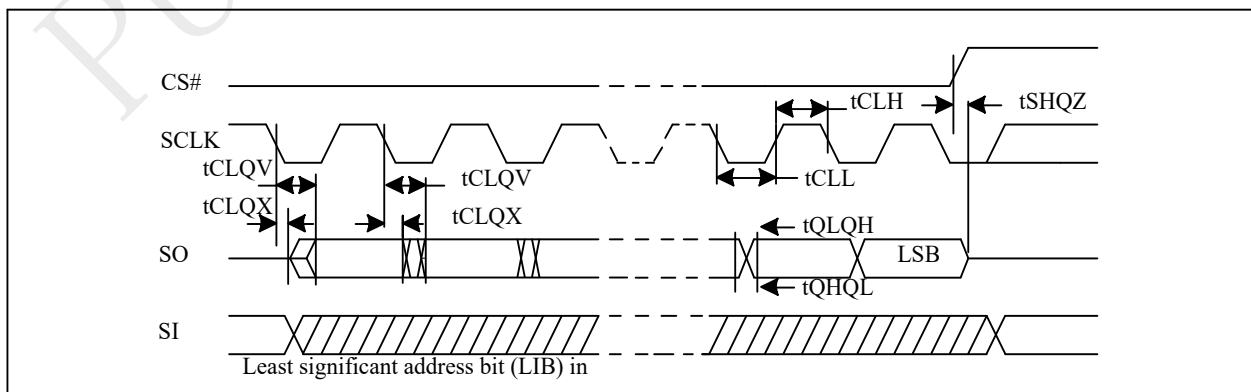 PU
CS#
tCLH
tSHQZ
SCLK
tCLQV
tCLQV
tCLL
tCLQX
tCLQX
tQLQH
SO
LSB
tQHQL
SI
Least significant address bit (LIB) in